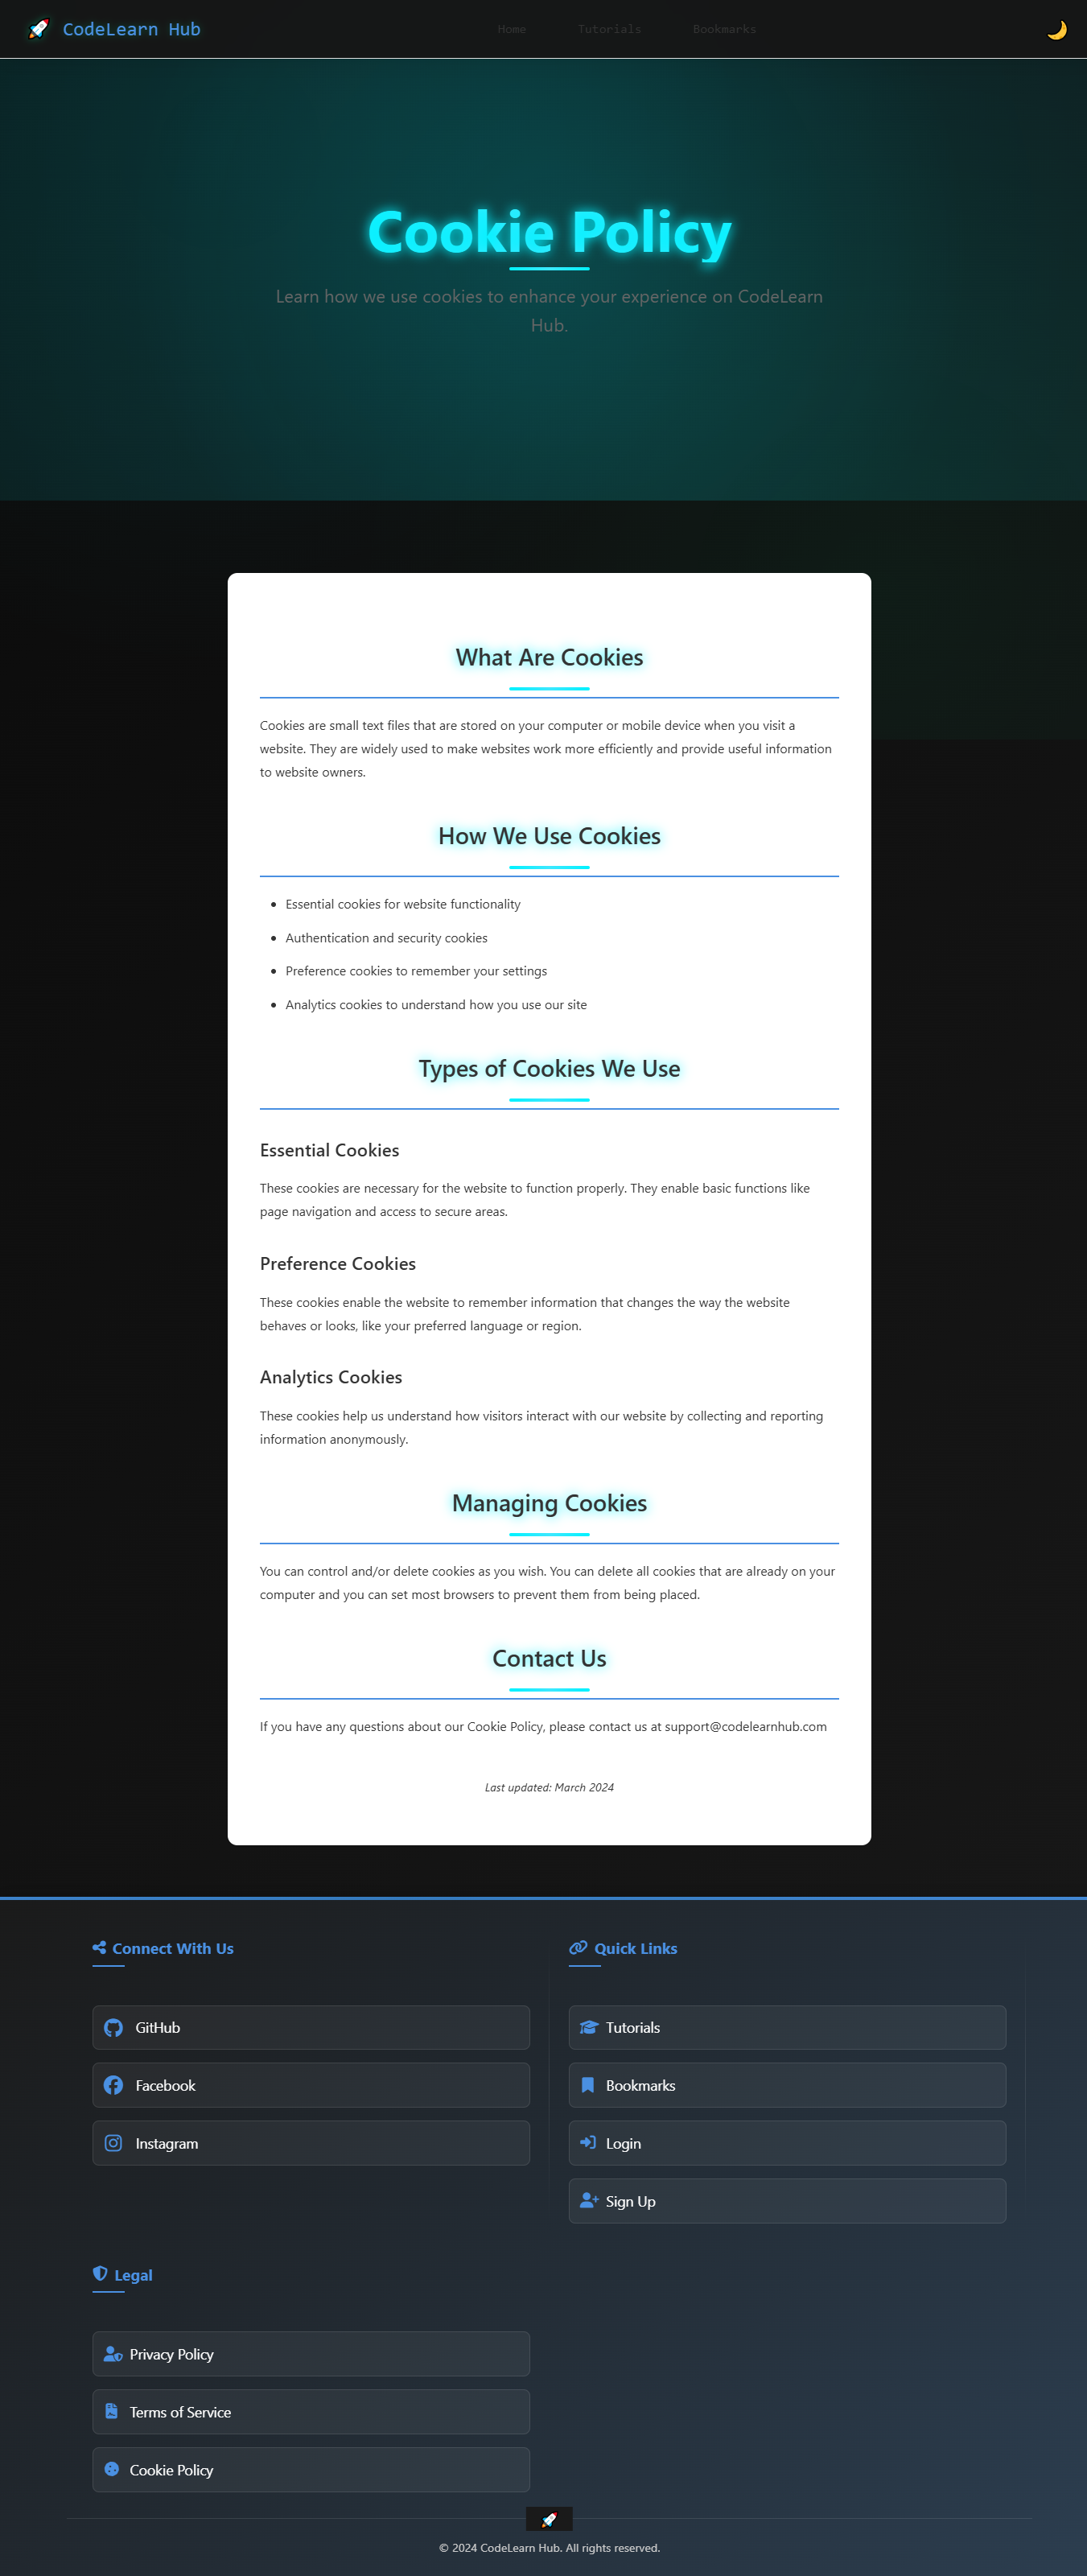 CodeLearn Hub
Home
Tutorials
Bookmarks
Cookie Policy
Learn how we use cookies to enhance your experience on CodeLearn
Hub.
What Are Cookies
Cookies are small text files that are stored on your computer or mobile device when you visit a
website. They are widely used to make websites work more efficiently and provide useful information
to website owners.
How We Use Cookies
Essential cookies for website functionality
Authentication and security cookies
Preference cookies to remember your settings
Analytics cookies to understand how you use our site
Types of Cookies We Use
Essential Cookies
These cookies are necessary for the website to function properly. They enable basic functions like
page navigation and access to secure areas.
Preference Cookies
These cookies enable the website to remember information that changes the way the website
behaves or looks, like your preferred language or region.
Analytics Cookies
These cookies help us understand how visitors interact with our website by collecting and reporting
information anonymously.
Managing Cookies
You can control and/or delete cookies as you wish. You can delete all cookies that are already on your
computer and you can set most browsers to prevent them from being placed.
Contact Us
If you have any questions about our Cookie Policy, please contact us at support@codelearnhub.com
Last updated: March 2024
Connect With Us
GitHub
Facebook
Instagram
Quick Links
Tutorials
Bookmarks
Login
Sign Up
Legal
Privacy Policy
Terms of Service
Cookie Policy
© 2024 CodeLearn Hub. All rights reserved.